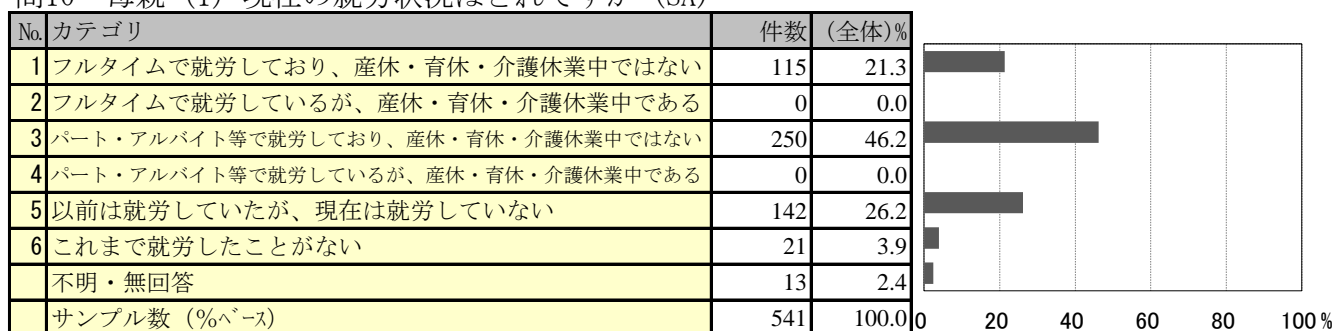 問10 母親 (1) 現在の就労状況はどれですか (SA)
No. カテゴリ 件数 (全体)%
1 フルタイムで就労しており、産休・育休・介護休業中ではない 115 21.3
2 フルタイムで就労しているが、産休・育休・介護休業中である 0 0.0
3 パート・アルバイト等で就労しており、産休・育休・介護休業中ではない 250 46.2
4 パート・アルバイト等で就労しているが、産休・育休・介護休業中である 0 0.0
5 以前は就労していたが、現在は就労していない 142 26.2
6 これまで就労したことがない 21 3.9
不明・無回答 13 2.4
サンプル数 (%ベース) 541 100.0
0 20 40 60 80 100%